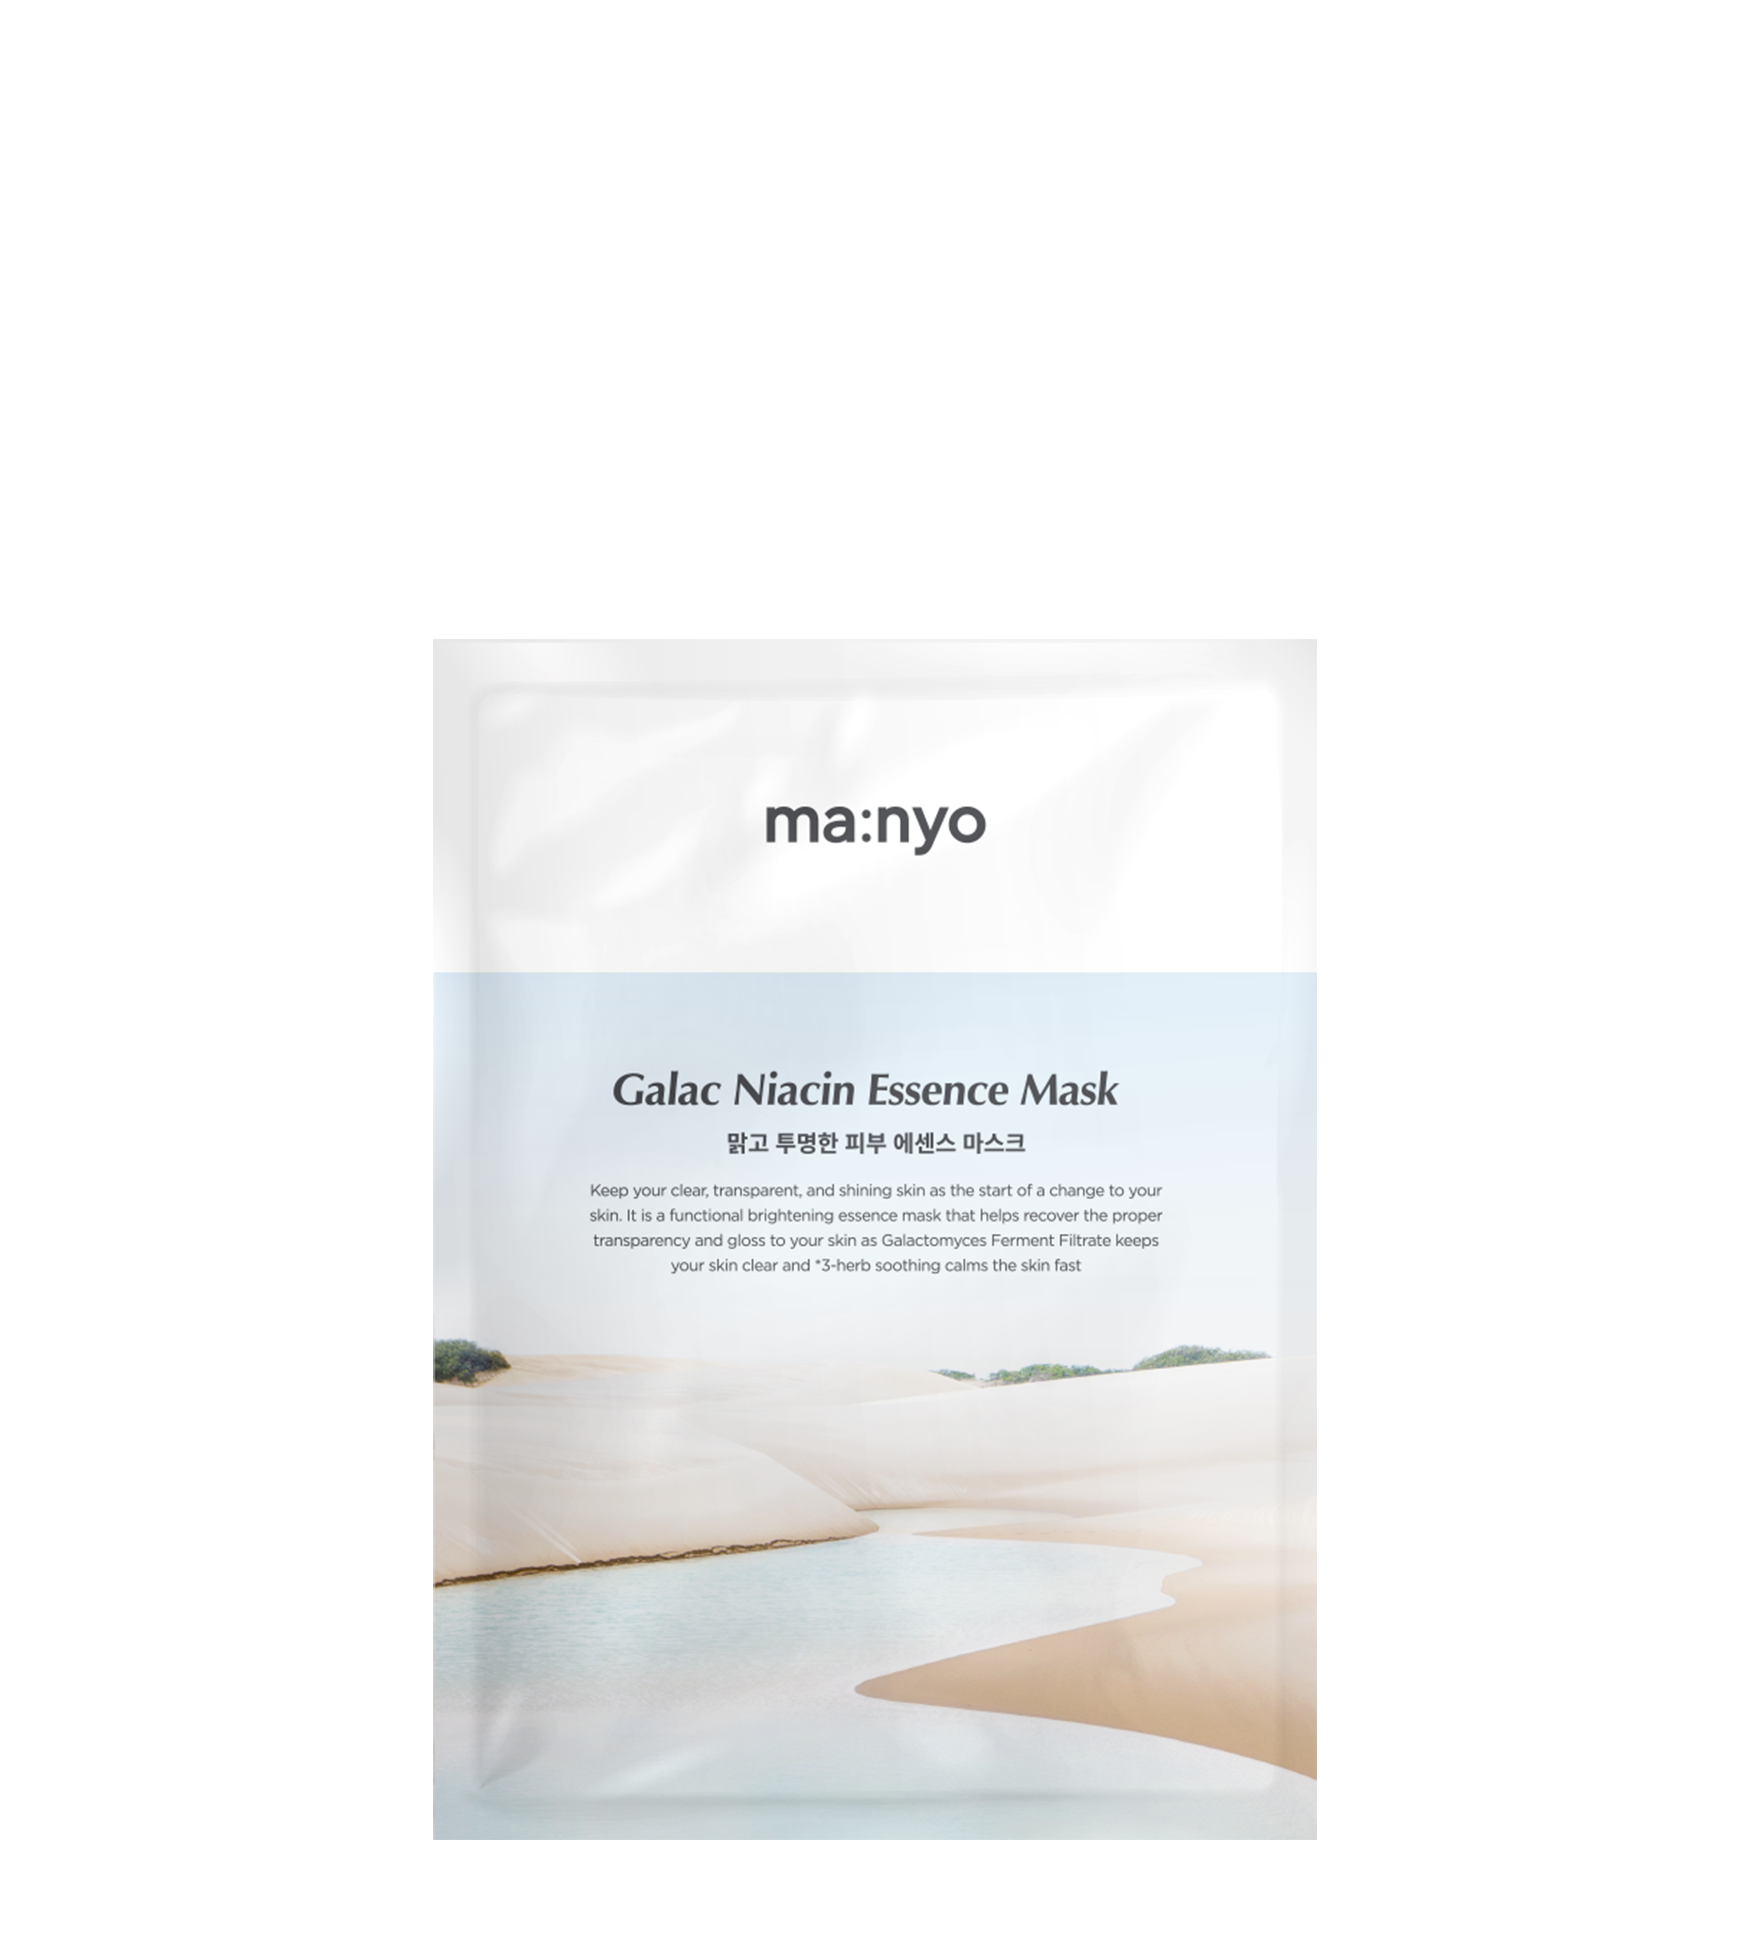 ma:nyo
Galac Niacin Essence Mask
맑고 투명한 피부 에센스 마스크
Keep your clear, transparent, and shining skin as the start of a change to your
skin. It is a functional brightening essence mask that helps recover the proper
transparency and gloss to your skin as Galactomyces Ferment Filtrate keeps
your skin clear and *3-herb soothing calms the skin fast